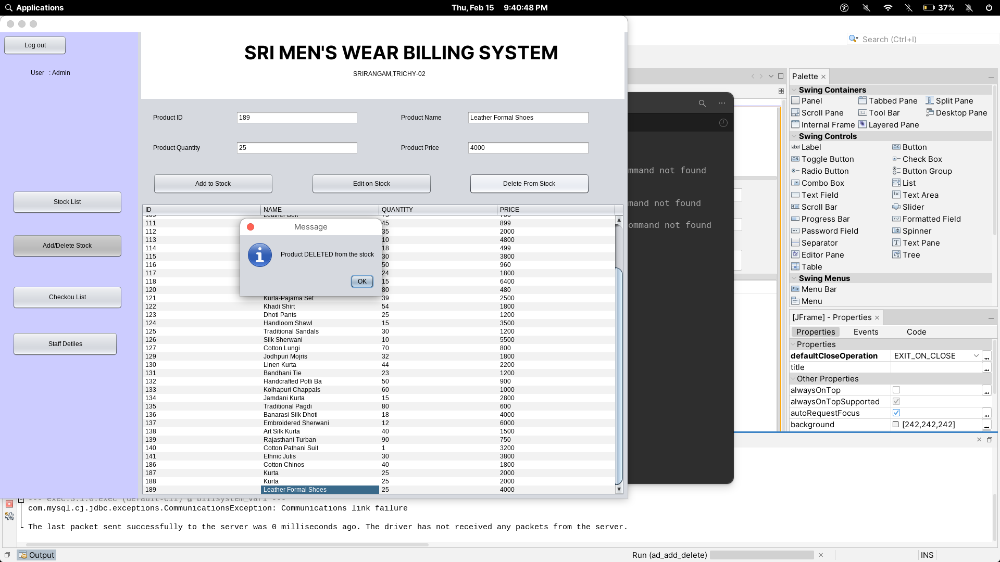 Applications
Thu, Feb 15 9:40:48 PM
37%
Log out
User : Admin
SRI MEN'S WEAR BILLING SYSTEM
SRIRANGAM,TRICHY-02
Product ID 189 Product Name Leather Formal Shoes
Product Quantity 25 Product Price 4000
Add to Stock Edit on Stock Delete From Stock
Stock List
Add/Delete Stock
Checkou List
Staff Detiles
ID NAME QUANTITY PRICE
109 Leather Belt 75 700
111 45 899
112 35 2000
113 10 4800
114 18 499
115 30 3800
116 50 960
117 24 1800
118 15 6400
120 80 480
121 Kurta-Pajama Set 39 2500
122 Khadi Shirt 54 1800
123 Dhoti Pants 25 1200
124 Handloom Shawl 15 3500
125 Traditional Sandals 30 1200
126 Silk Sherwani 10 5500
127 Cotton Lungi 70 800
129 Jodhpuri Mojris 32 1800
130 Linen Kurta 44 2200
131 Bandhani Tie 23 1200
132 Handcrafted Potli Ba 50 900
133 Kolhapuri Chappals 60 1000
134 Jamdani Kurta 15 2800
135 Traditional Pagdi 80 600
136 Banarasi Silk Dhoti 18 4000
137 Embroidered Sherwani 12 6000
138 Art Silk Kurta 40 1500
139 Rajasthani Turban 90 750
140 Cotton Pathani Suit 1 3200
141 Ethnic Jutis 30 3800
186 Cotton Chinos 40 1800
187 Kurta 25 2000
188 Kurta 25 2000
189 Leather Formal Shoes 25 4000
Message
Product DELETED from the stock
OK
mmand not found
mand not found
ommand not found
Search (Ctrl+I)
Palette
Swing Containers
Panel Tabbed Pane Split Pane
Scroll Pane Tool Bar Desktop Pane
Internal Frame Layered Pane
Swing Controls
label Label OK Button
ON Toggle Button Check Box
Radio Button Button Group
Combo Box List
Text Field Text Area
Scroll Bar Slider
Progress Bar Formatted Field
Password Field Spinner
Separator Text Pane
Editor Pane Tree
Table
Swing Menus
File Menu Bar
Menu
[JFrame] - Properties
Properties Events Code
Properties
defaultCloseOperation EXIT_ON_CLOSE ...
title ...
Other Properties
alwaysOnTop ...
alwaysOnTopSupported
autoRequestFocus ...
background [242,242,242] ...
--- exec:3.1.0:exec (default-cli) @ billsystem_var1 ---
com.mysql.cj.jdbc.exceptions.CommunicationsException: Communications link failure
The last packet sent successfully to the server was 0 milliseconds ago. The driver has not received any packets from the server.
Output
Run (ad_add_delete)
INS